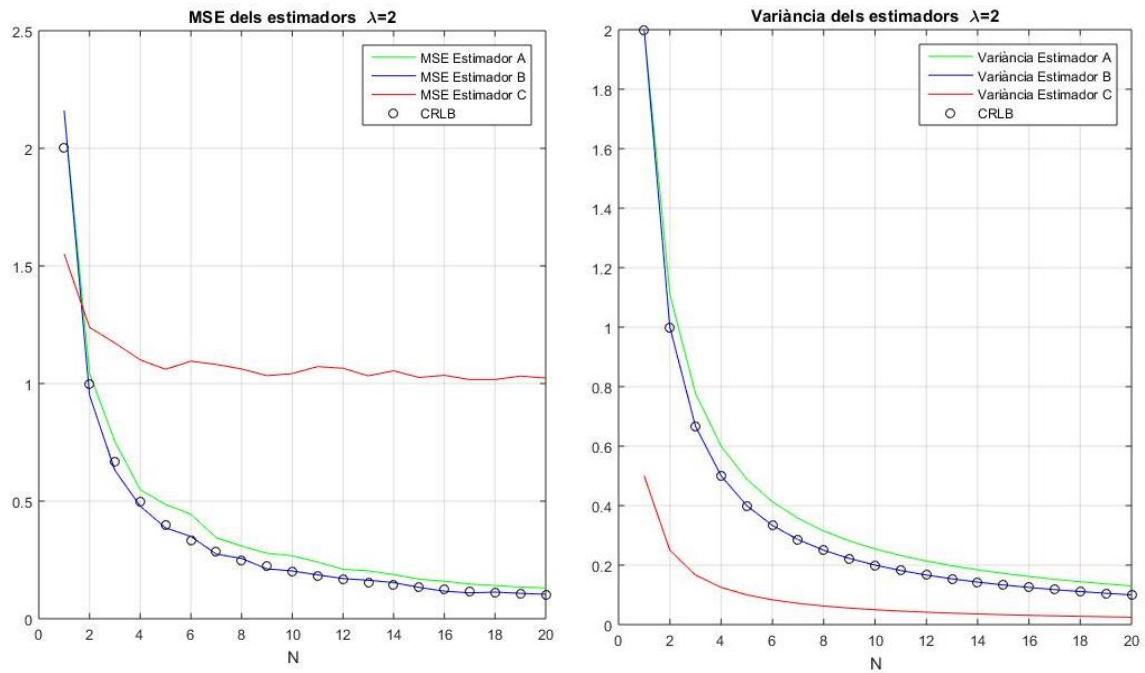 MSE dels estimadors λ=2
2.5
2
1.5
1
0.5
0
MSE Estimador A
MSE Estimador B
MSE Estimador C
CRLB
0 2 4 6 8 10 12 14 16 18 20
N
Variància dels estimadors λ=2
2
1.8
1.6
1.4
1.2
1
0.8
0.6
0.4
0.2
0
Variància Estimador A
Variància Estimador B
Variància Estimador C
CRLB
0 2 4 6 8 10 12 14 16 18 20
N